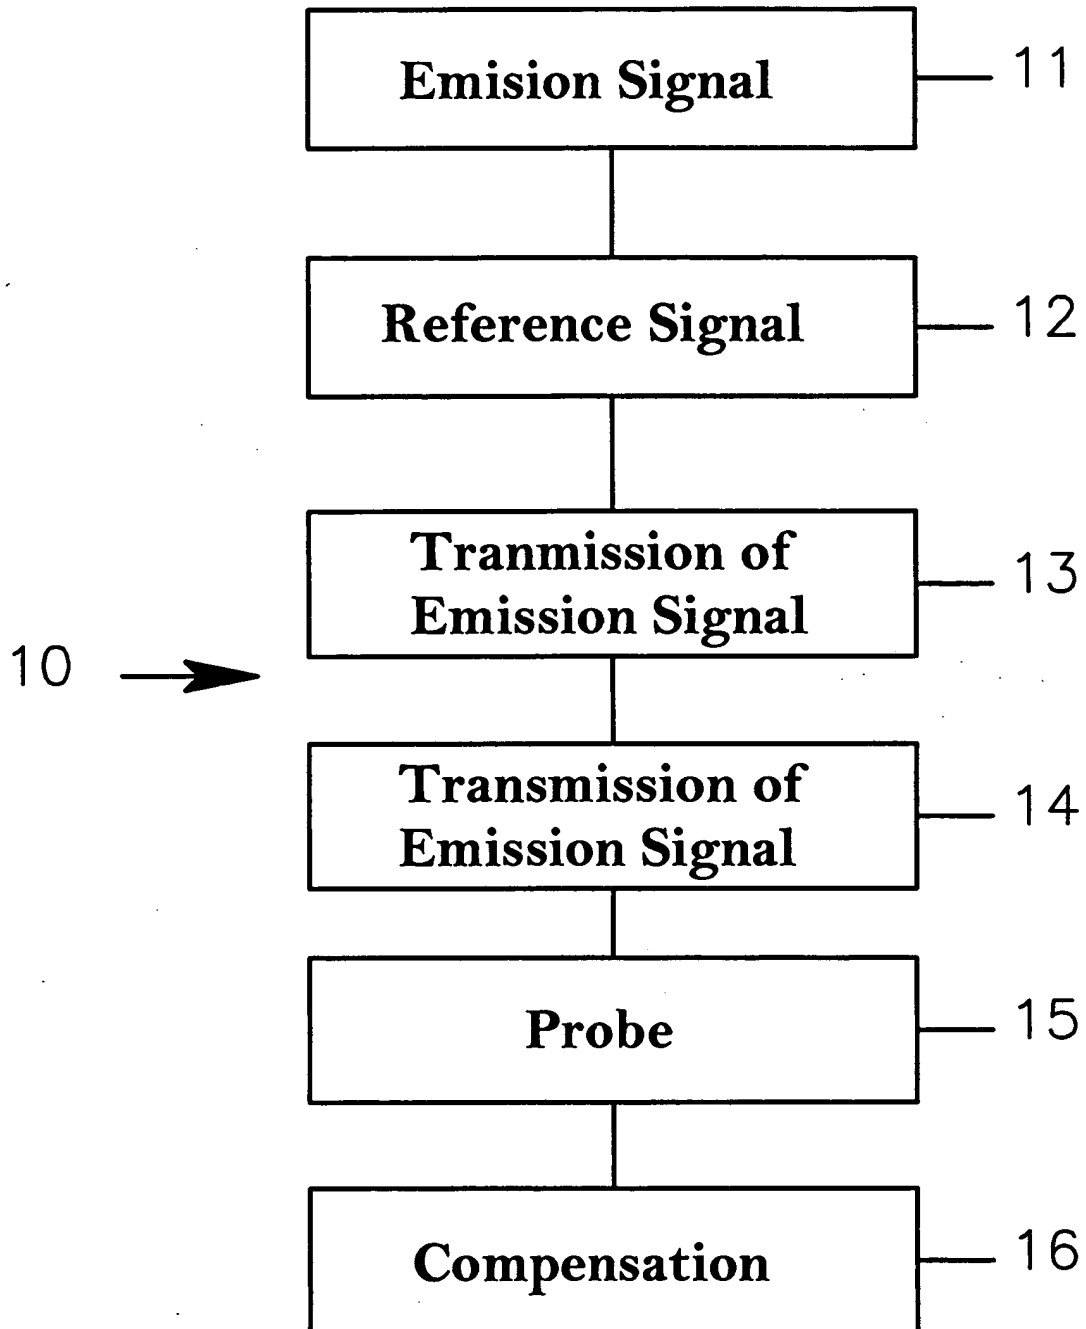 Emision Signal
11
Reference Signal
12
Tranmission of
Emission Signal
13
10
Transmission of
Emission Signal
14
Probe
15
Compensation
16